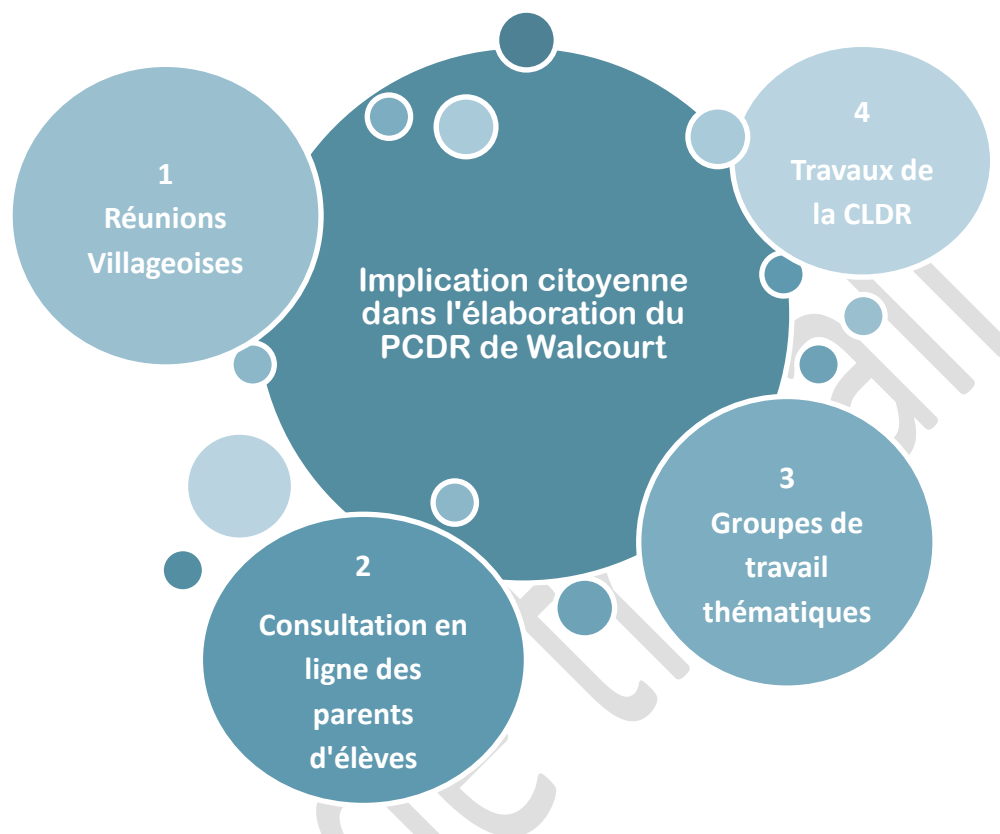 1
Réunions
Villageoises
Implication citoyenne
dans l'élaboration du
PCDR de Walcourt
4
Travaux de
la CLDR
3
Groupes de
travail
thématiques
2
Consultation en
ligne des
parents
d'élèves